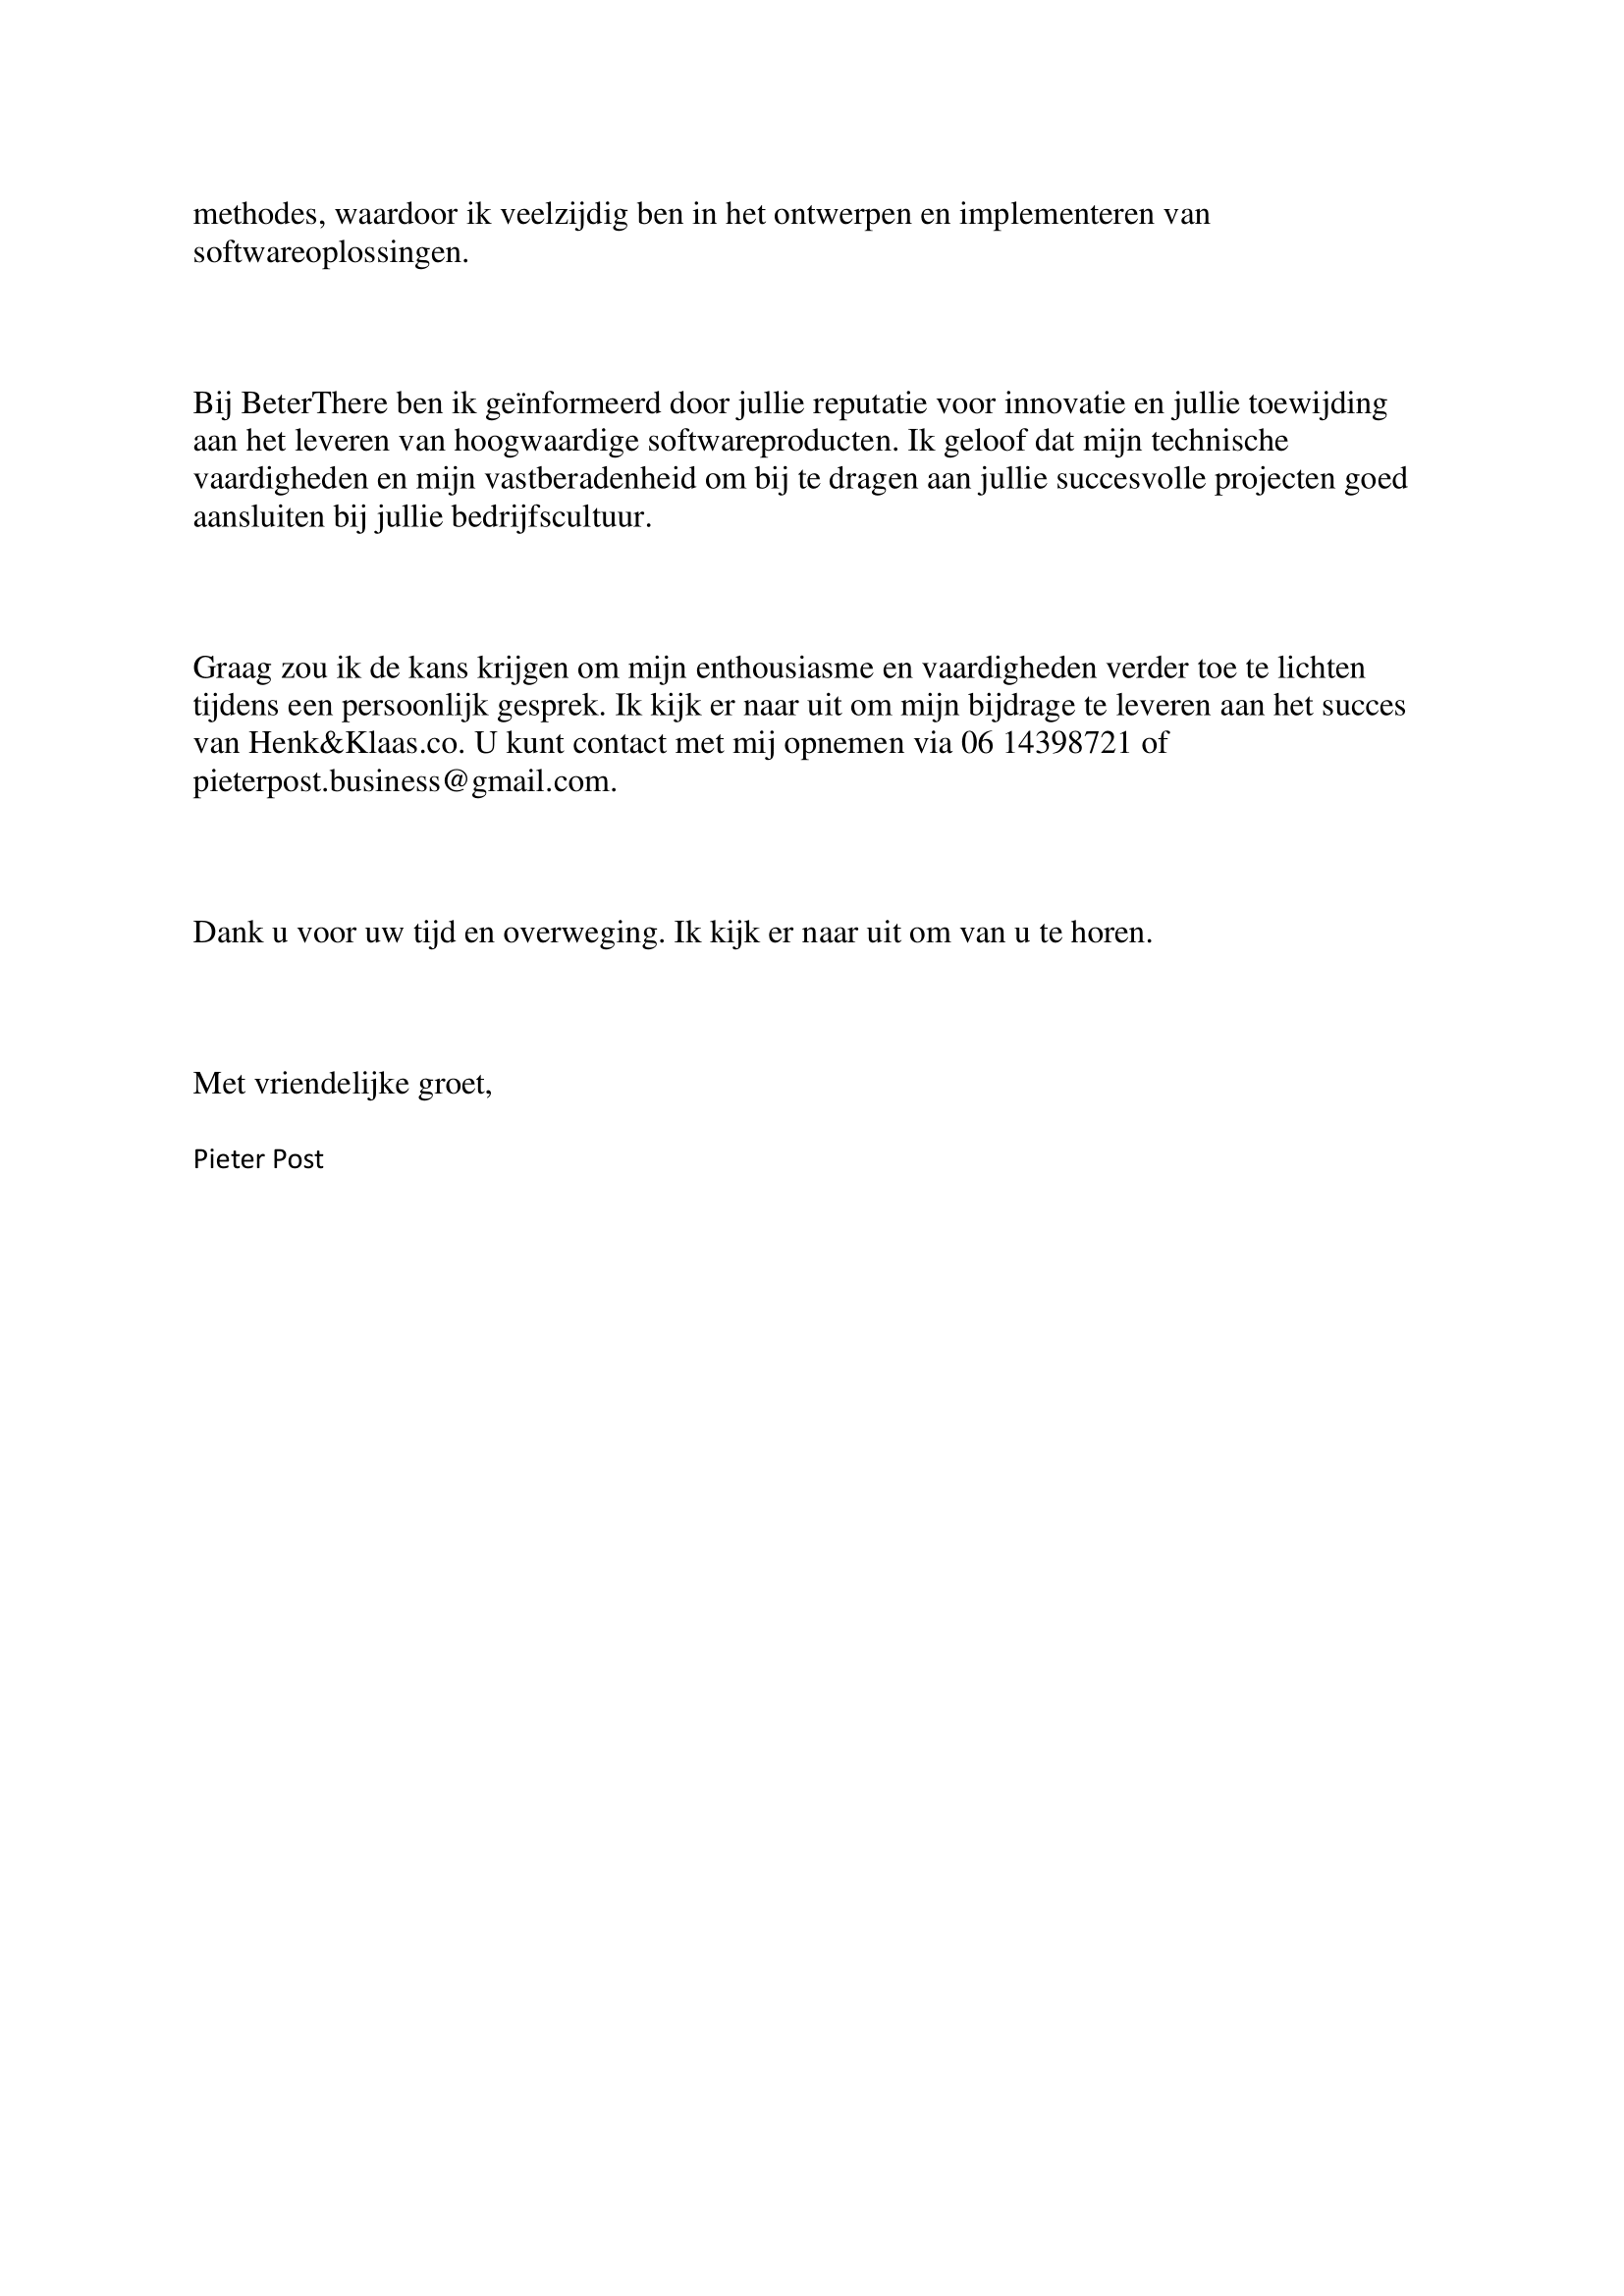 methodes, waardoor ik veelzijdig ben in het ontwerpen en implementeren van
softwareoplossingen.
Bij BeterThere ben ik geïnformeerd door jullie reputatie voor innovatie en jullie toewijding
aan het leveren van hoogwaardige softwareproducten. Ik geloof dat mijn technische
vaardigheden en mijn vastberadenheid om bij te dragen aan jullie succesvolle projecten goed
aansluiten bij jullie bedrijfscultuur.
Graag zou ik de kans krijgen om mijn enthousiasme en vaardigheden verder toe te lichten
tijdens een persoonlijk gesprek. Ik kijk er naar uit om mijn bijdrage te leveren aan het succes
van Henk&Klaas.co. U kunt contact met mij opnemen via 06 14398721 of
pieterpost.business@gmail.com.
Dank u voor uw tijd en overweging. Ik kijk er naar uit om van u te horen.
Met vriendelijke groet,
Pieter Post